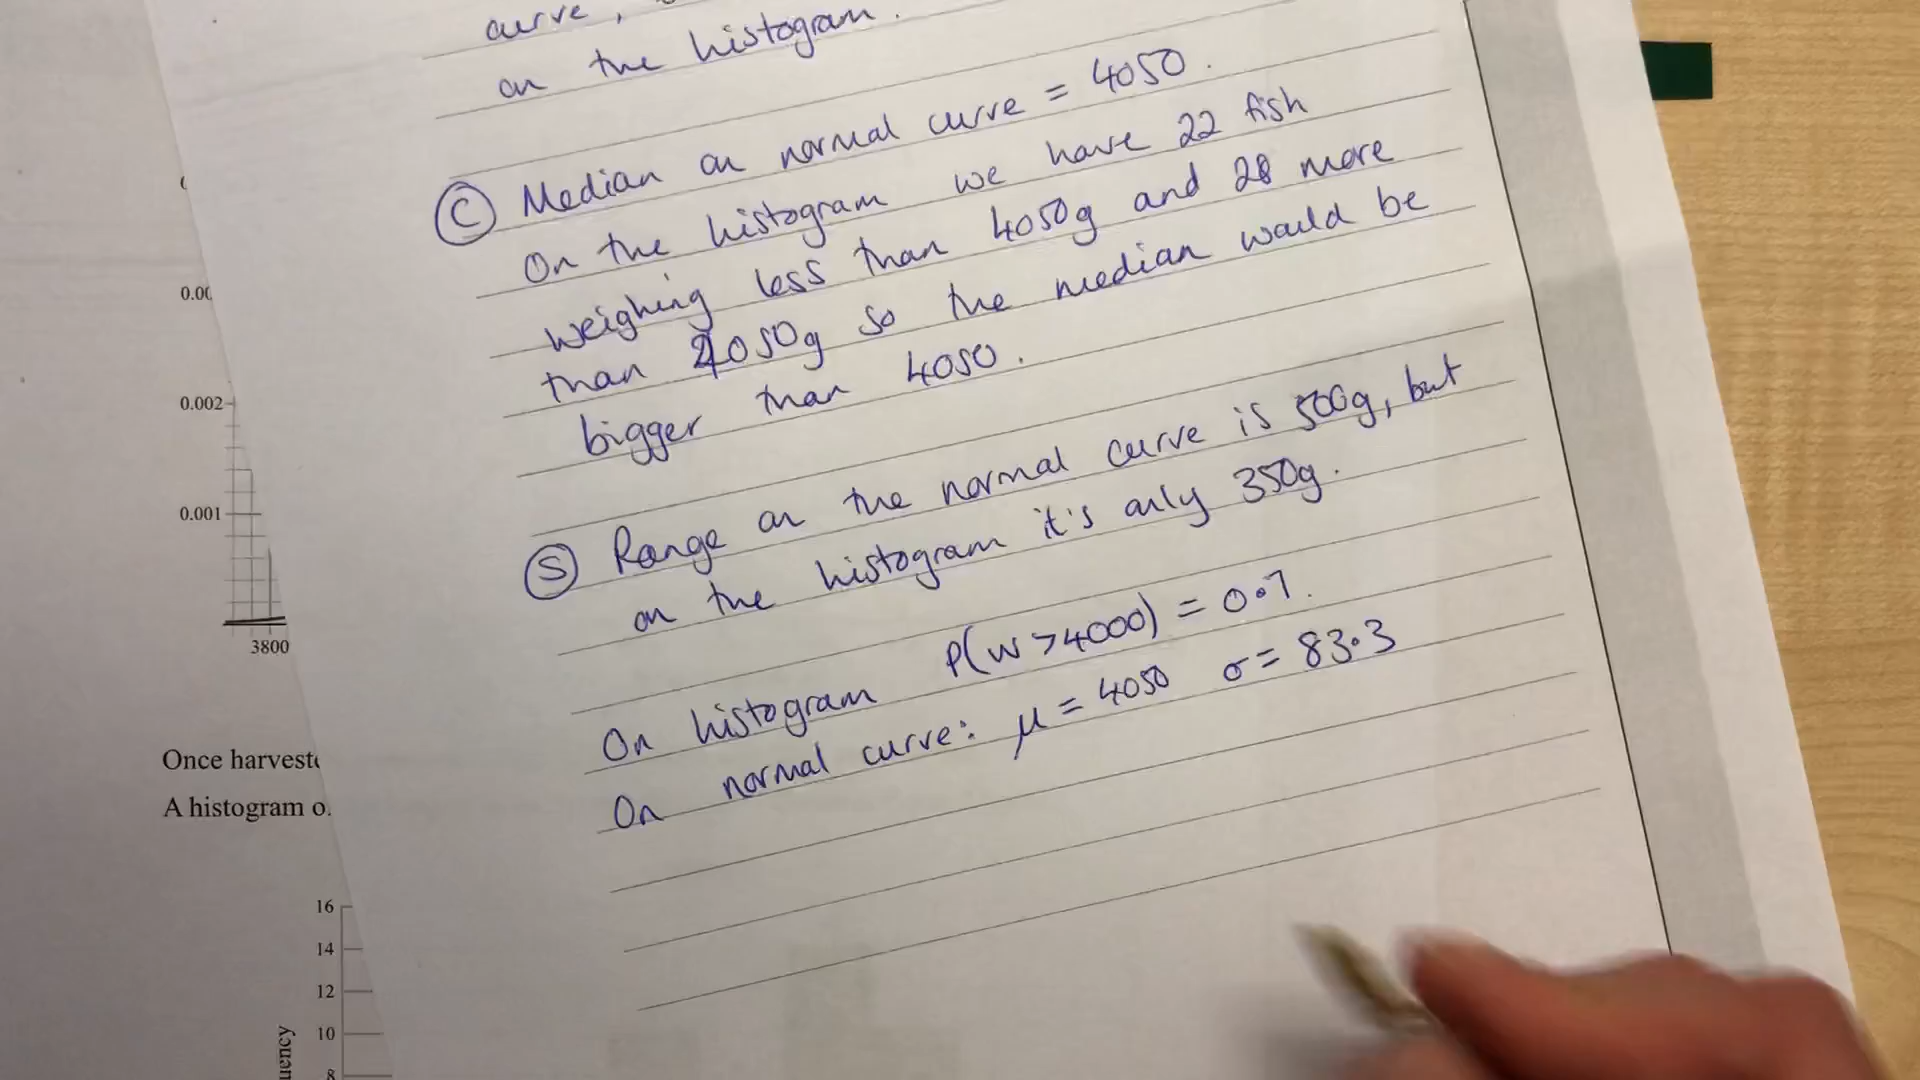 curve,
on the histogram.
Ⓒ Median on normal curve = 4050.
On the histogram we have 22 fish
weighing less than 4050g and 28 more
than 4050g so the median would be
bigger than 4050.
Ⓢ Range on the normal curve is 500g, but
on the histogram it's only 350g.
On histogram P(W>4000) = 0.7.
On normal curve: μ = 4050 σ = 83.3
0.00
0.002
0.001
3800
Once harveste
A histogram o
16
14
12
10
8
uency